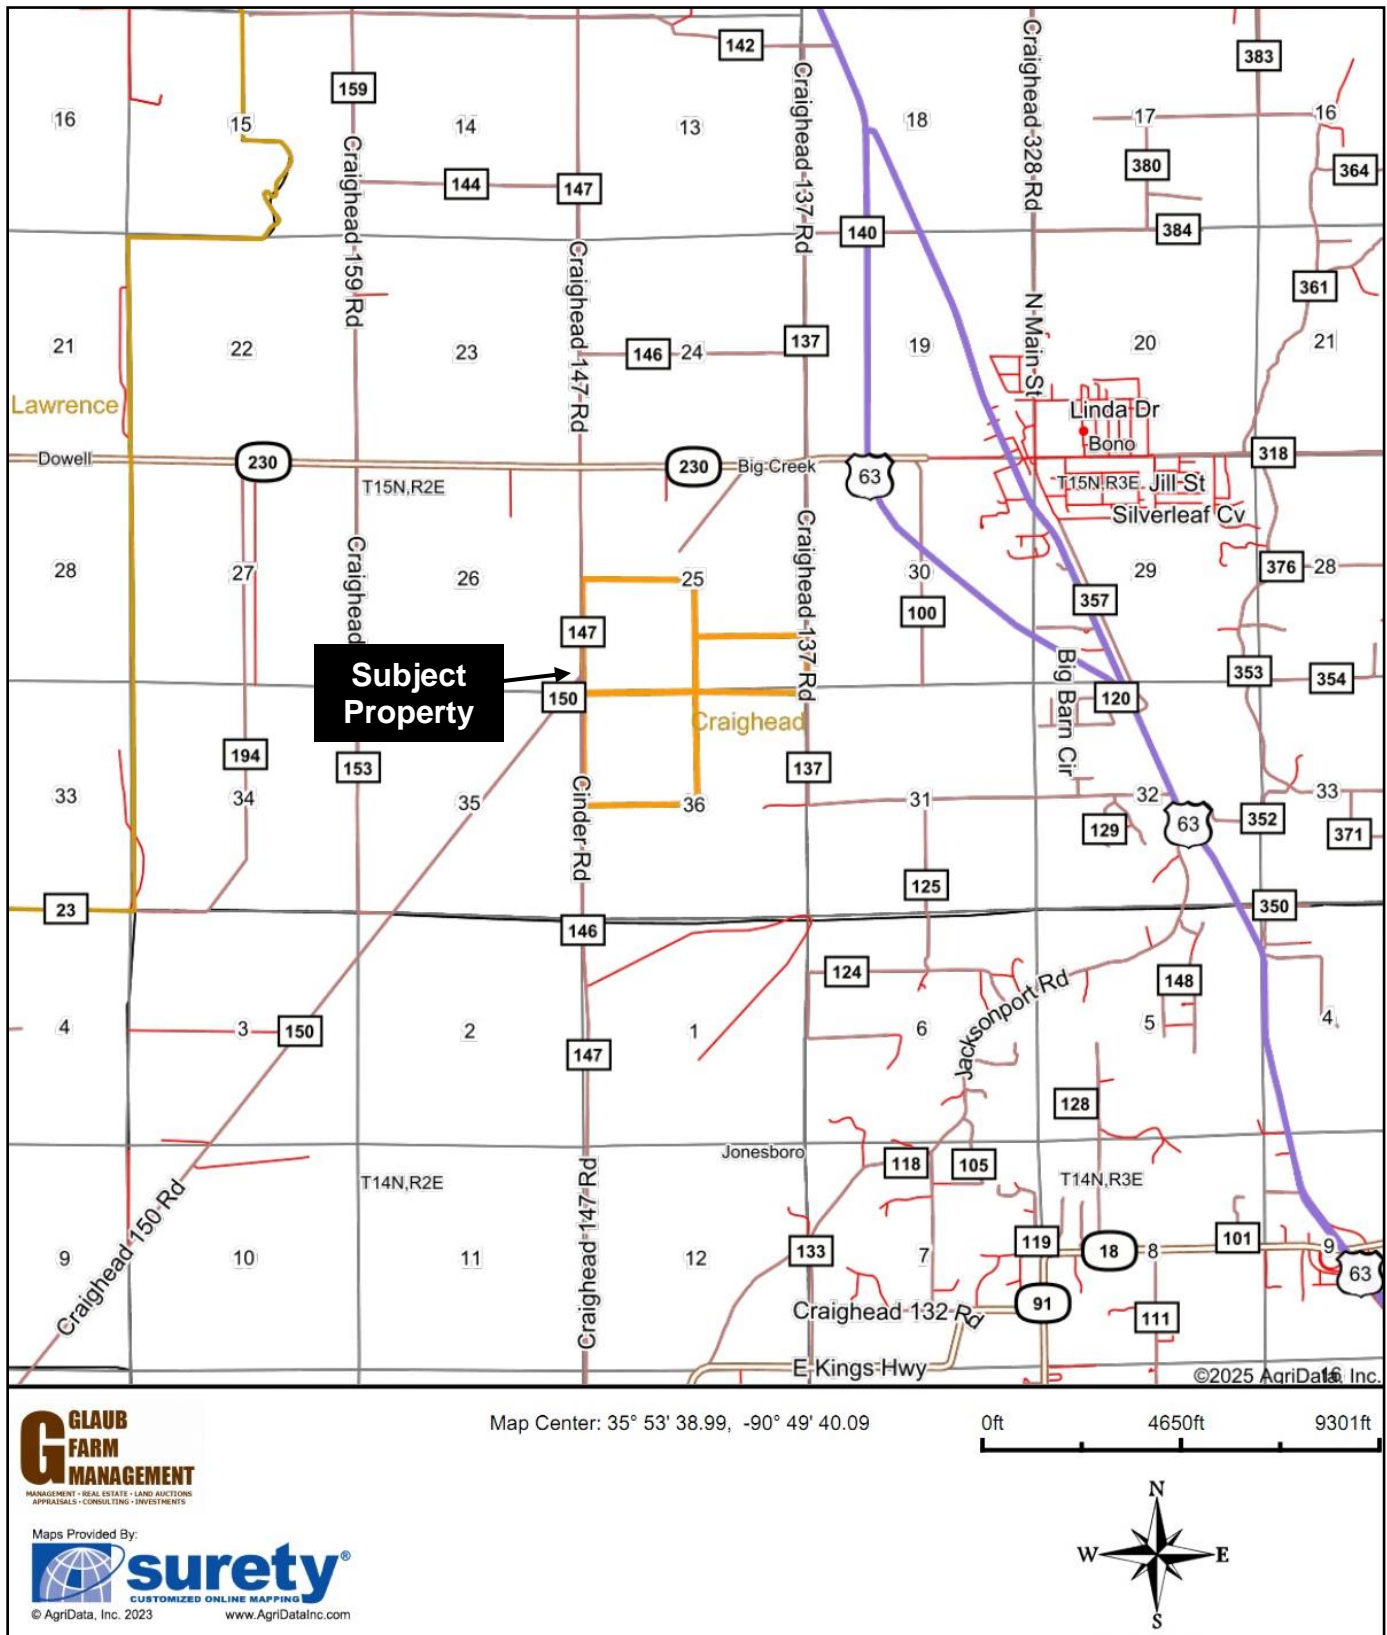 142
383
159
16
15
14
13
18
17
16
Craighead 328 Rd
Craighead 137 Rd
Craighead 159 Rd
380
364
144
147
140
384
Craighead 147 Rd
361
N Main St
21
22
23
146
24
137
19
20
21
Lawrence
Linda Dr
Bono
Dowell
230
230
Big Creek
63
318
T15N,R2E
T15N,R3E
Jill St
Silverleaf Cv
Craighead
Craighead 137 Rd
28
27
26
25
30
29
376
28
147
100
357
Subject
Property
150
Big Barn Cir
120
353
354
Craighead
194
153
137
33
34
35
Cinder Rd
36
31
32
33
129
63
352
371
125
23
146
350
124
148
Jacksonport Rd
4
3
150
2
147
1
6
5
4
128
Jonesboro
118
105
T14N,R2E
T14N,R3E
Craighead 150 Rd
Craighead 147 Rd
9
10
11
12
133
7
119
18
8
101
9
63
91
Craighead 132 Rd
111
E Kings Hwy
16
©2025 AgriData, Inc.
GLAUB
FARM
MANAGEMENT
MANAGEMENT • REAL ESTATE • LAND AUCTIONS
APPRAISALS • CONSULTING • INVESTMENTS
Map Center: 35° 53' 38.99, -90° 49' 40.09
0ft 4650ft 9301ft
N
W E
S
Maps Provided By:
surety®
CUSTOMIZED ONLINE MAPPING
© AgriData, Inc. 2023 www.AgriDataInc.com